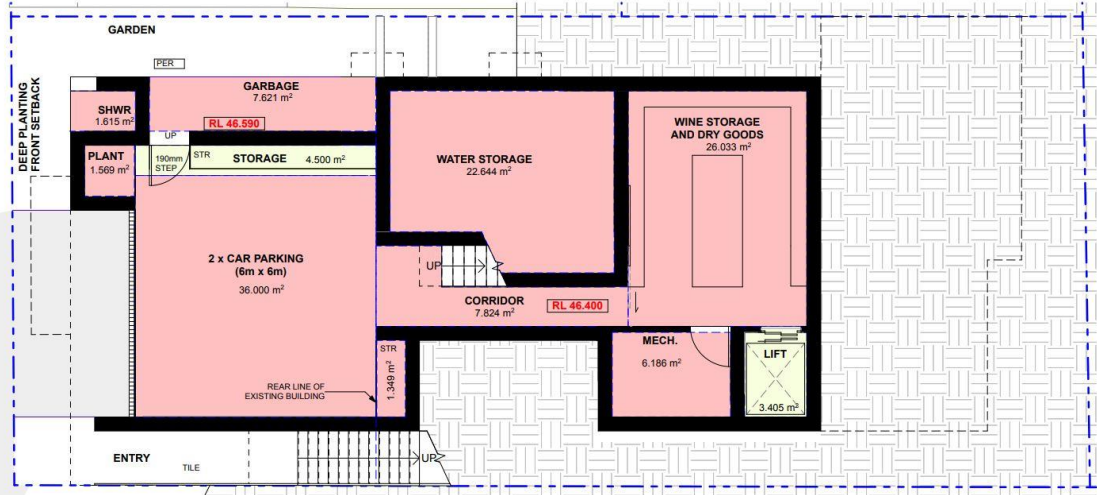 GARDEN
PER
DEEP PLANTING
FRONT SETBACK
SHWR
1.615 m²
GARBAGE
7.621 m²
RL 46.590
UP
PLANT
1.569 m²
190mm
STEP
STR
STORAGE 4.500 m²
WATER STORAGE
22.644 m²
WINE STORAGE
AND DRY GOODS
26.033 m²
2 x CAR PARKING
(6m x 6m)
36.000 m²
UP
CORRIDOR
7.824 m²
RL 46.400
MECH.
6.186 m²
LIFT
3.405 m²
STR
1.349 m²
REAR LINE OF
EXISTING BUILDING
ENTRY
TILE
UP